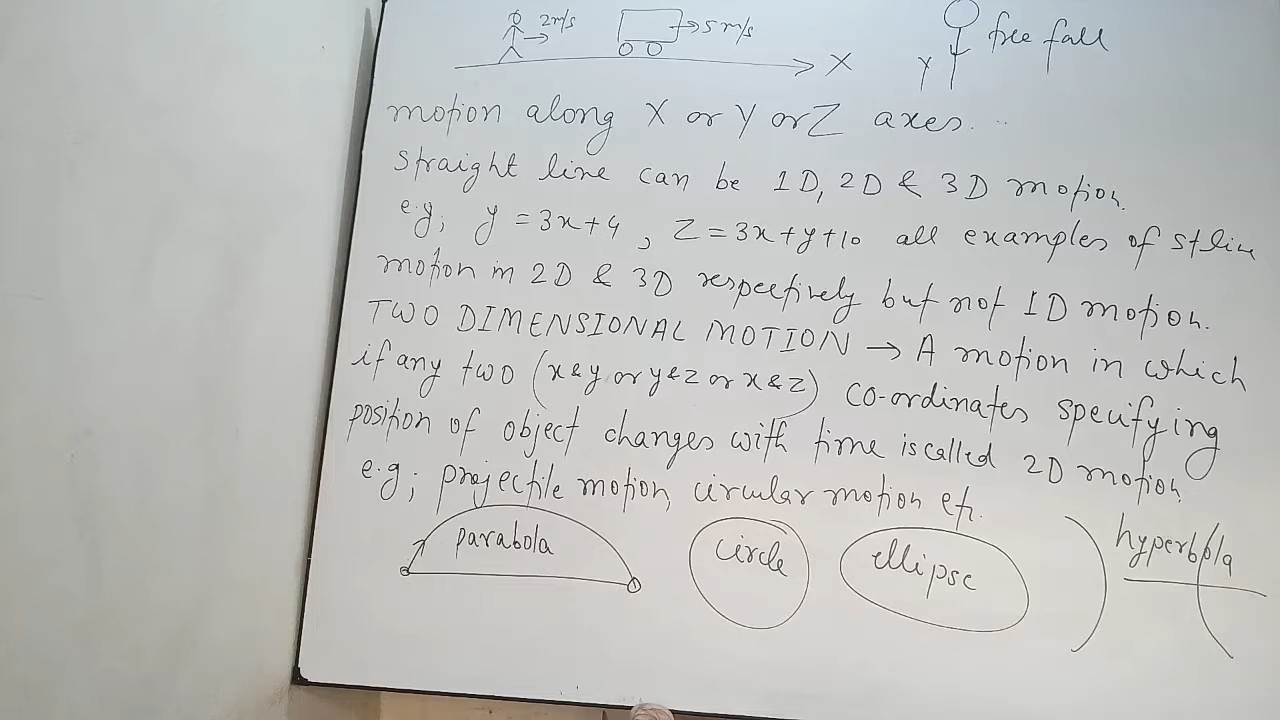 2m/s →5m/s free fall
X Y
motion along X or Y or Z axes...
straight line can be 1D, 2D & 3D motion.
e.g; y = 3x+4, Z=3x+y+10 all examples of st line
motion in 2D & 3D respectively but not 1D motion.
TWO DIMENSIONAL MOTION → A motion in which
if any two (x & y or y & z or x & z) co-ordinates specifying
position of object changes with time is called 2D motion.
e.g; projectile motion, circular motion etc.
parabola circle ellipse hyperbola